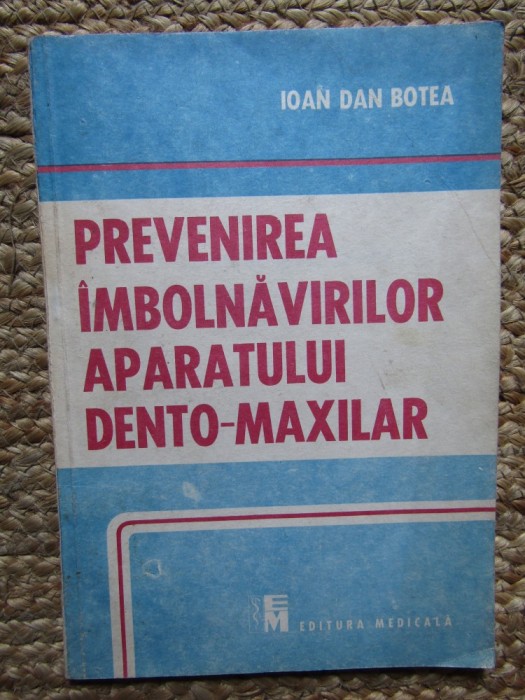 IOAN DAN BOTEA
PREVENIREA
ÎMBOLNĂVIRILOR
APARATULUI
DENTO-MAXILAR
EM EDITURA MEDICALĂ